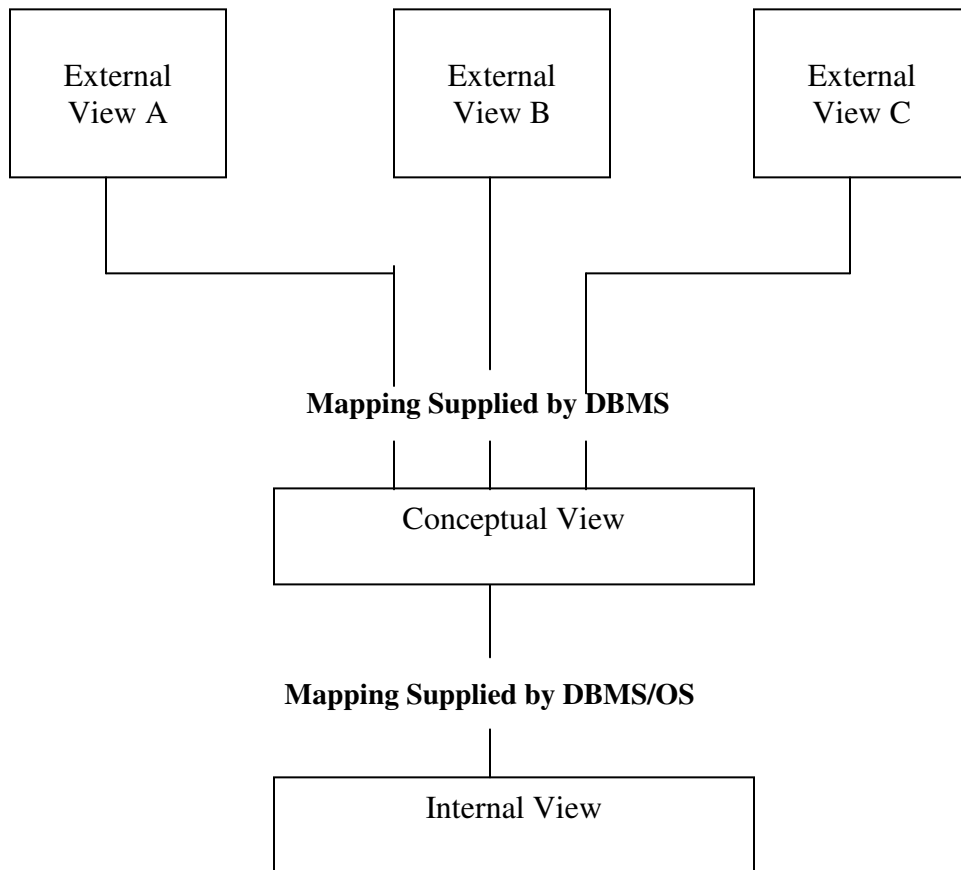 External
View A
External
View B
External
View C
Mapping Supplied by DBMS
Conceptual View
Mapping Supplied by DBMS/OS
Internal View